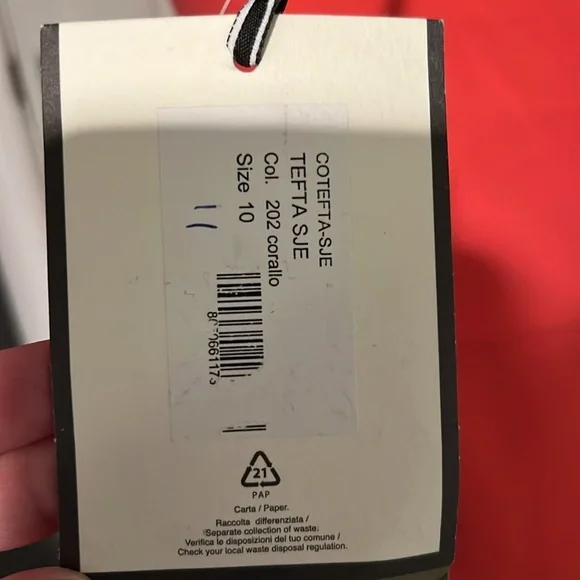 COTEFTA-SJE
TEFTA SJE
Col. 202 corallo
Size 10
21
PAP
Carta / Paper.
Raccolta differenziata /
Separate collection of waste.
Verifica le disposizioni del tuo comune /
Check your local waste disposal regulation.